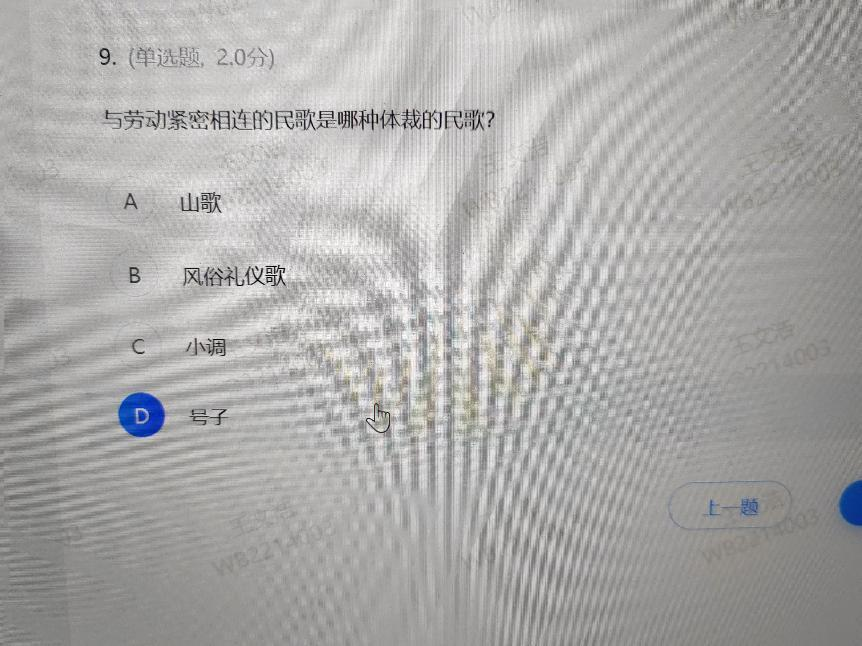 9. (单选题, 2.0分)
与劳动紧密相连的民歌是哪种体裁的民歌?
A 山歌
B 风俗礼仪歌
C 小调
D 号子
上一题